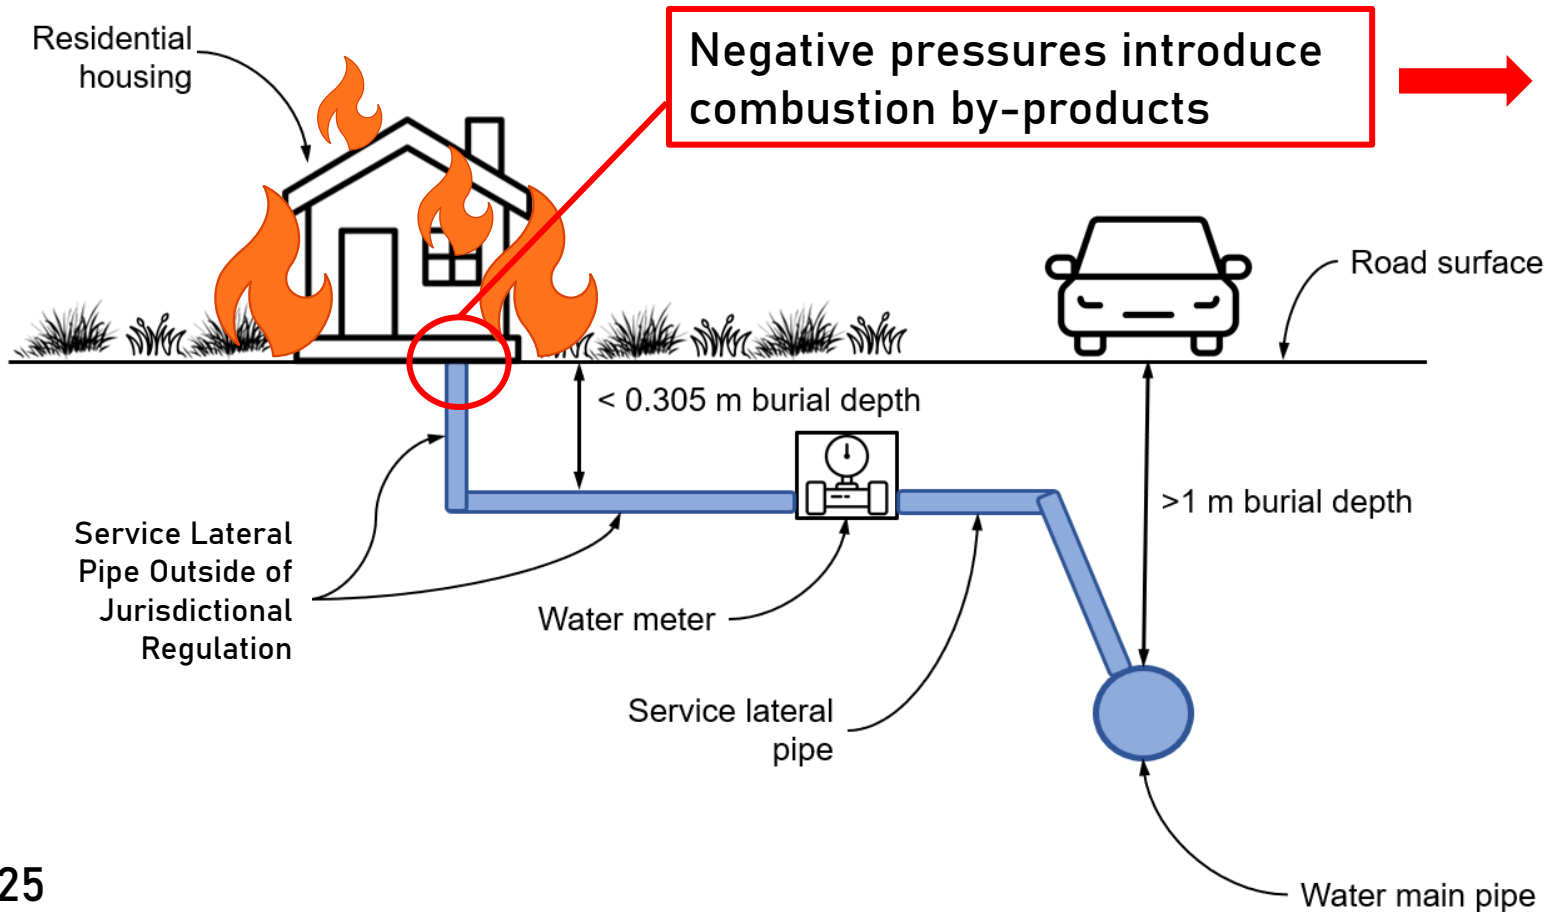 Residential
housing
Negative pressures introduce
combustion by-products
Road surface
< 0.305 m burial depth
>1 m burial depth
Service Lateral
Pipe Outside of
Jurisdictional
Regulation
Water meter
Service lateral
pipe
Water main pipe
25